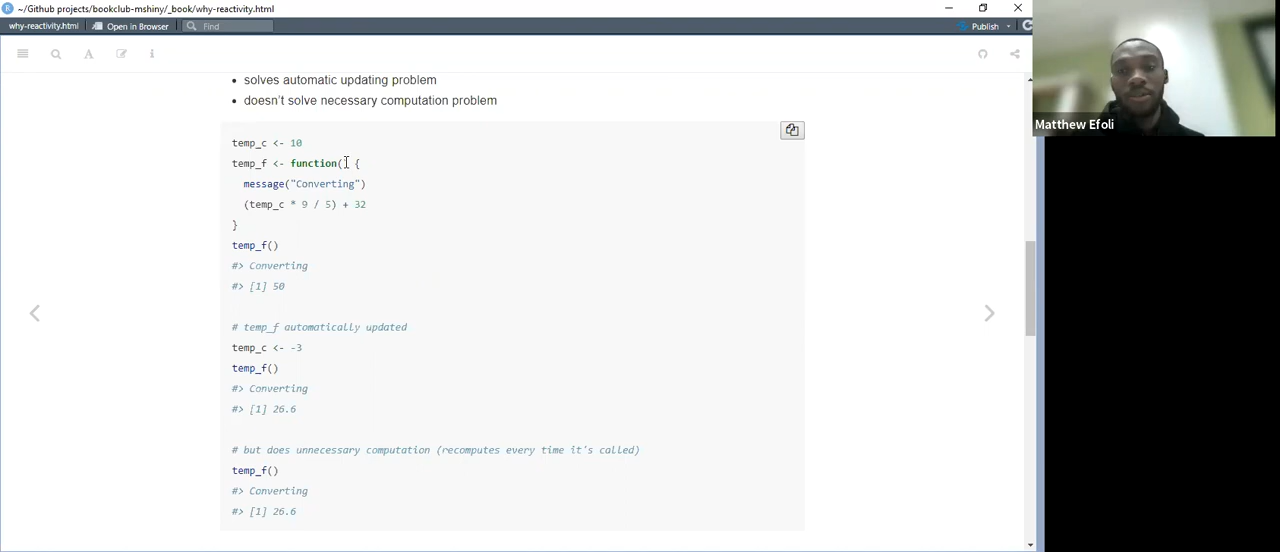 ~/Github projects/bookclub-mshiny/_book/why-reactivity.html
why-reactivity.html Open in Browser Find Publish
Matthew Efoli
• solves automatic updating problem
• doesn't solve necessary computation problem
temp_c <- 10
temp_f <- function() {
message("Converting")
(temp_c * 9 / 5) + 32
}
temp_f()
#> Converting
#> [1] 50
# temp_f automatically updated
temp_c <- -3
temp_f()
#> Converting
#> [1] 26.6
# but does unnecessary computation (recomputes every time it's called)
temp_f()
#> Converting
#> [1] 26.6